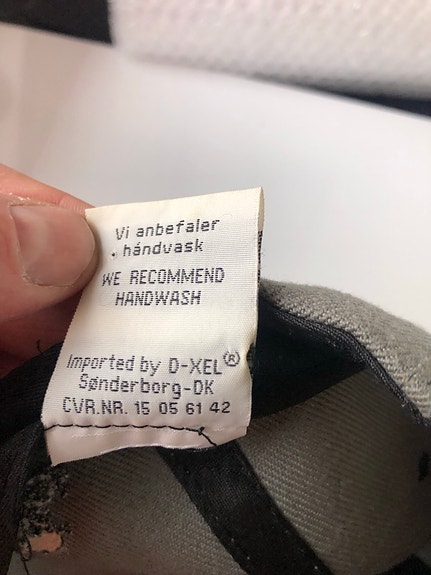 Vi anbefaler
håndvask
WE RECOMMEND
HANDWASH
Imported by D-XEL®
Sønderborg-DK
CVR.NR. 15 05 61 42